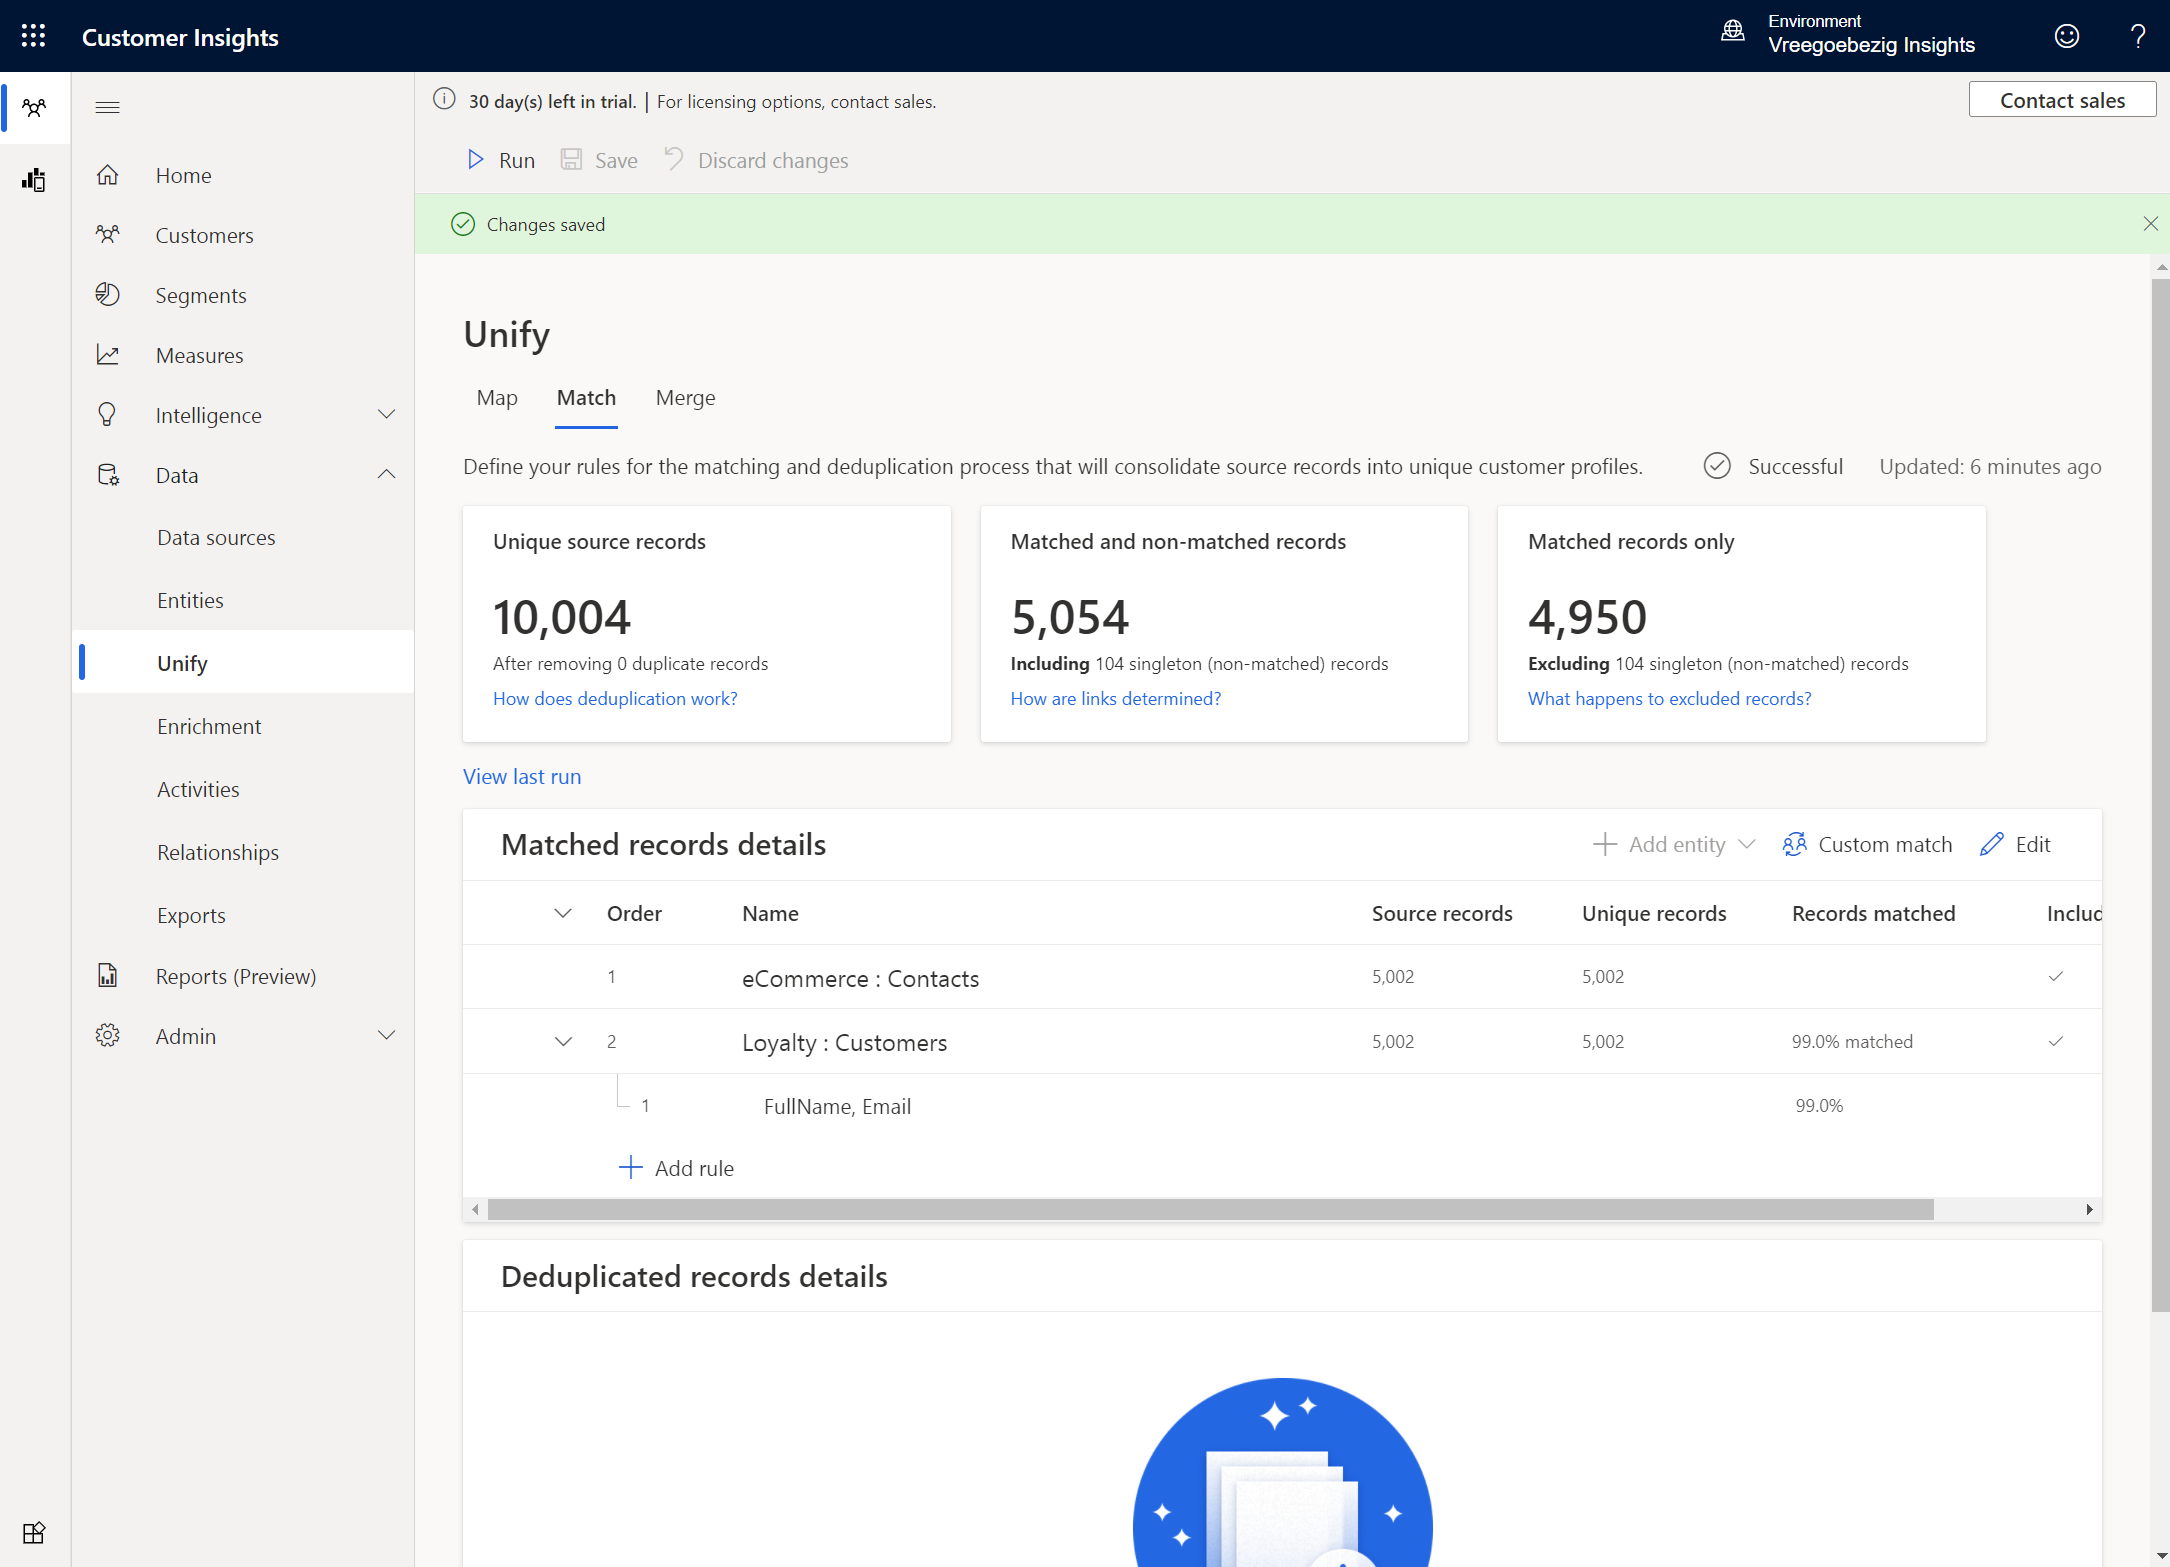 Customer Insights
Environment
Vreegoebezig Insights
?
30 day(s) left in trial. | For licensing options, contact sales.
Contact sales
Run
Save
Discard changes
Changes saved
Home
Customers
Segments
Measures
Intelligence
Data
Data sources
Entities
Unify
Enrichment
Activities
Relationships
Exports
Reports (Preview)
Admin
Unify
Map
Match
Merge
Define your rules for the matching and deduplication process that will consolidate source records into unique customer profiles.
Successful
Updated: 6 minutes ago
Unique source records
10,004
After removing 0 duplicate records
How does deduplication work?
Matched and non-matched records
5,054
Including 104 singleton (non-matched) records
How are links determined?
Matched records only
4,950
Excluding 104 singleton (non-matched) records
What happens to excluded records?
View last run
Matched records details
Add entity
Custom match
Edit
Order Name Source records Unique records Records matched Includ
1 eCommerce : Contacts 5,002 5,002
2 Loyalty : Customers 5,002 5,002 99.0% matched
1 FullName, Email 99.0%
Add rule
Deduplicated records details